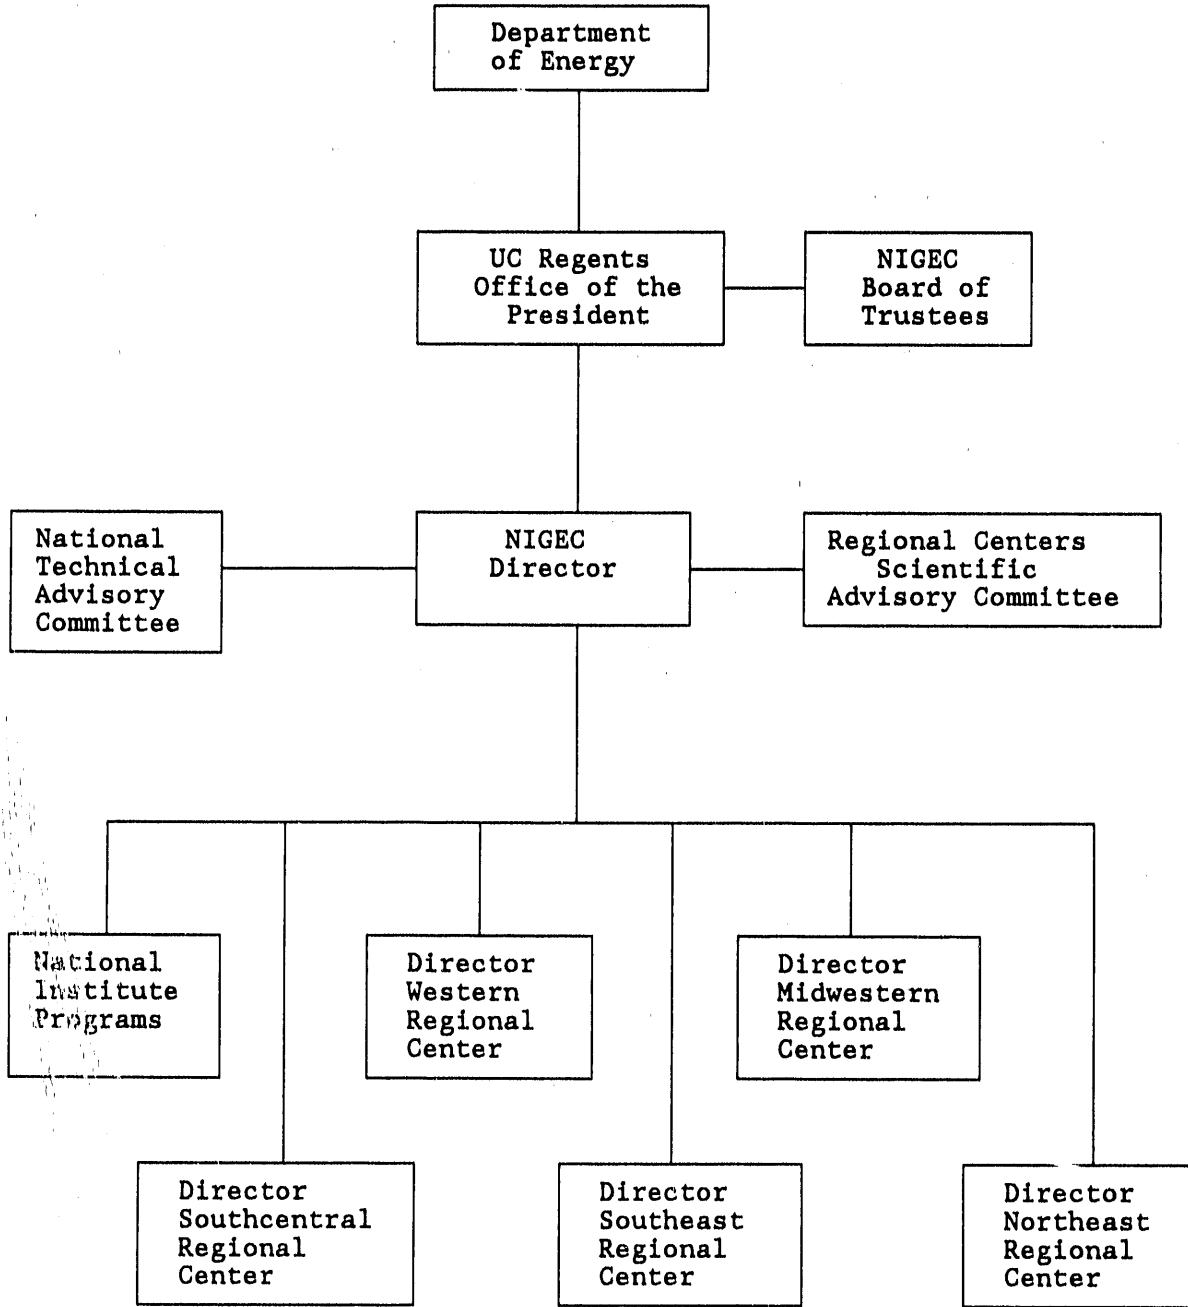 Department
of Energy
UC Regents
Office of the
President
NIGEC
Board of
Trustees
National
Technical
Advisory
Committee
NIGEC
Director
Regional Centers
Scientific
Advisory Committee
National
Institute
Programs
Director
Western
Regional
Center
Director
Midwestern
Regional
Center
Director
Southcentral
Regional
Center
Director
Southeast
Regional
Center
Director
Northeast
Regional
Center